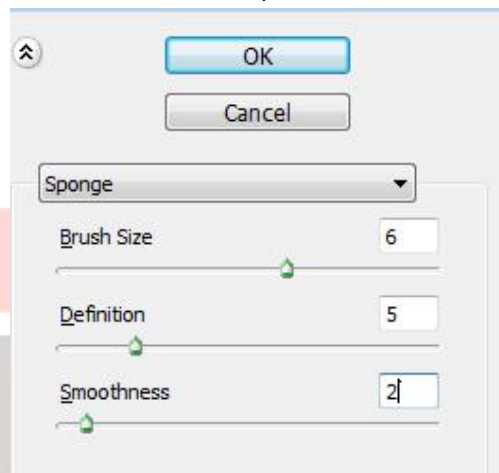 OK
Cancel
Sponge
Brush Size 6
Definition 5
Smoothness 2